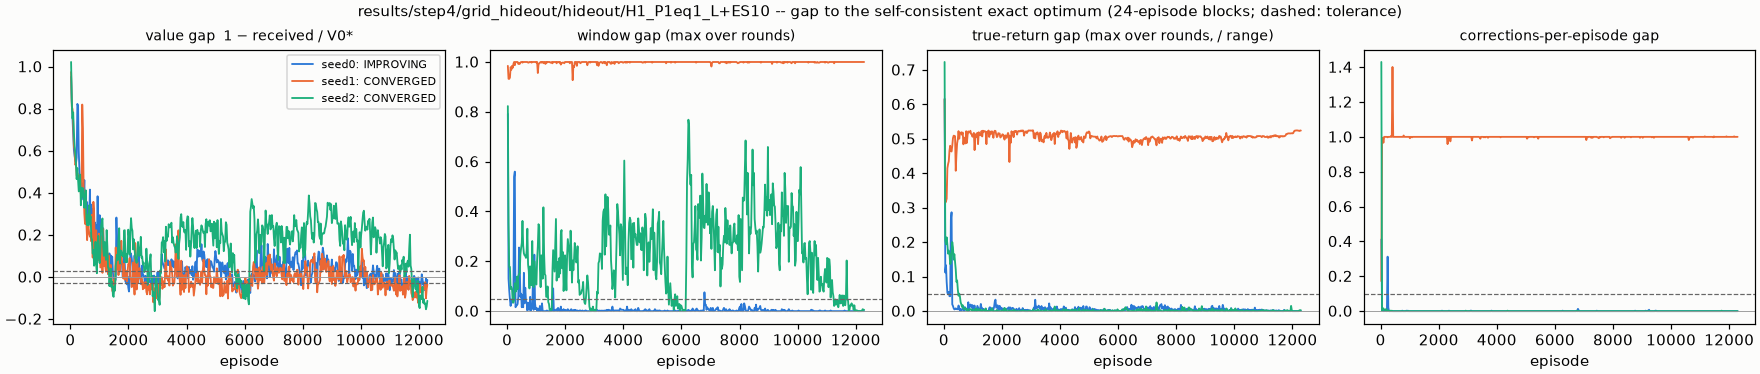 results/step4/grid_hideout/hideout/H1_P1eq1_L+ES10 -- gap to the self-consistent exact optimum (24-episode blocks; dashed: tolerance)
value gap  1 − received / V0*
1.0
0.8
0.6
0.4
0.2
0.0
−0.2
0 2000 4000 6000 8000 10000 12000
episode
seed0: IMPROVING
seed1: CONVERGED
seed2: CONVERGED
window gap (max over rounds)
1.0
0.8
0.6
0.4
0.2
0.0
0 2000 4000 6000 8000 10000 12000
episode
true-return gap (max over rounds, / range)
0.7
0.6
0.5
0.4
0.3
0.2
0.1
0.0
0 2000 4000 6000 8000 10000 12000
episode
corrections-per-episode gap
1.4
1.2
1.0
0.8
0.6
0.4
0.2
0.0
0 2000 4000 6000 8000 10000 12000
episode